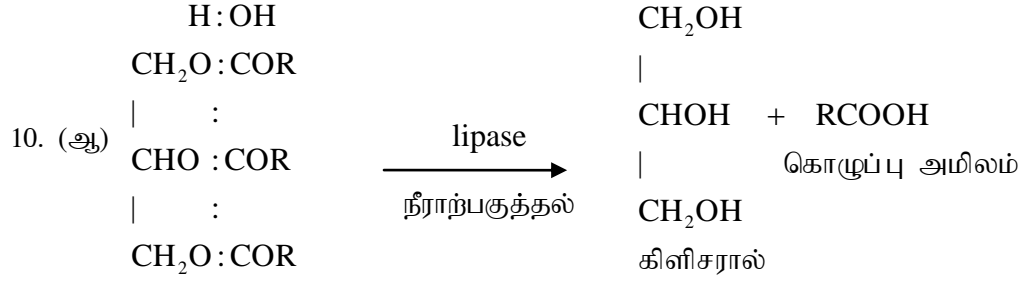 H:OH CH₂OH
CH₂O:COR |
10. (ஆ) | : CHOH + RCOOH
CHO :COR lipase | கொழுப்பு அமிலம்
| : நீராற்பகுத்தல் CH₂OH
CH₂O:COR கிளிசரால்